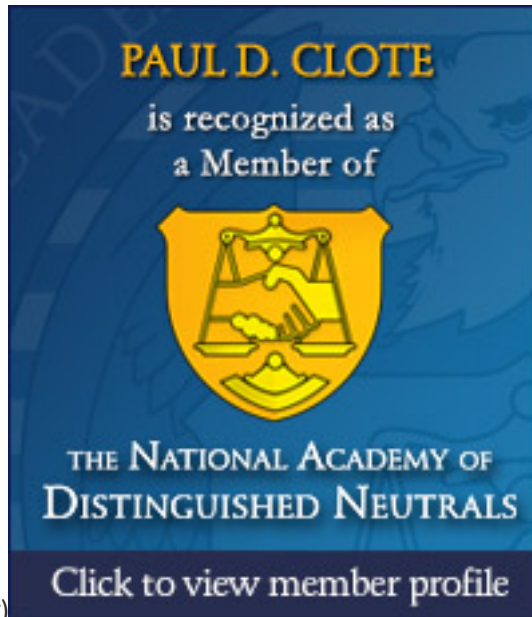 PAUL D. CLOTE
is recognized as
a Member of
THE NATIONAL ACADEMY OF
DISTINGUISHED NEUTRALS
Click to view member profile
)